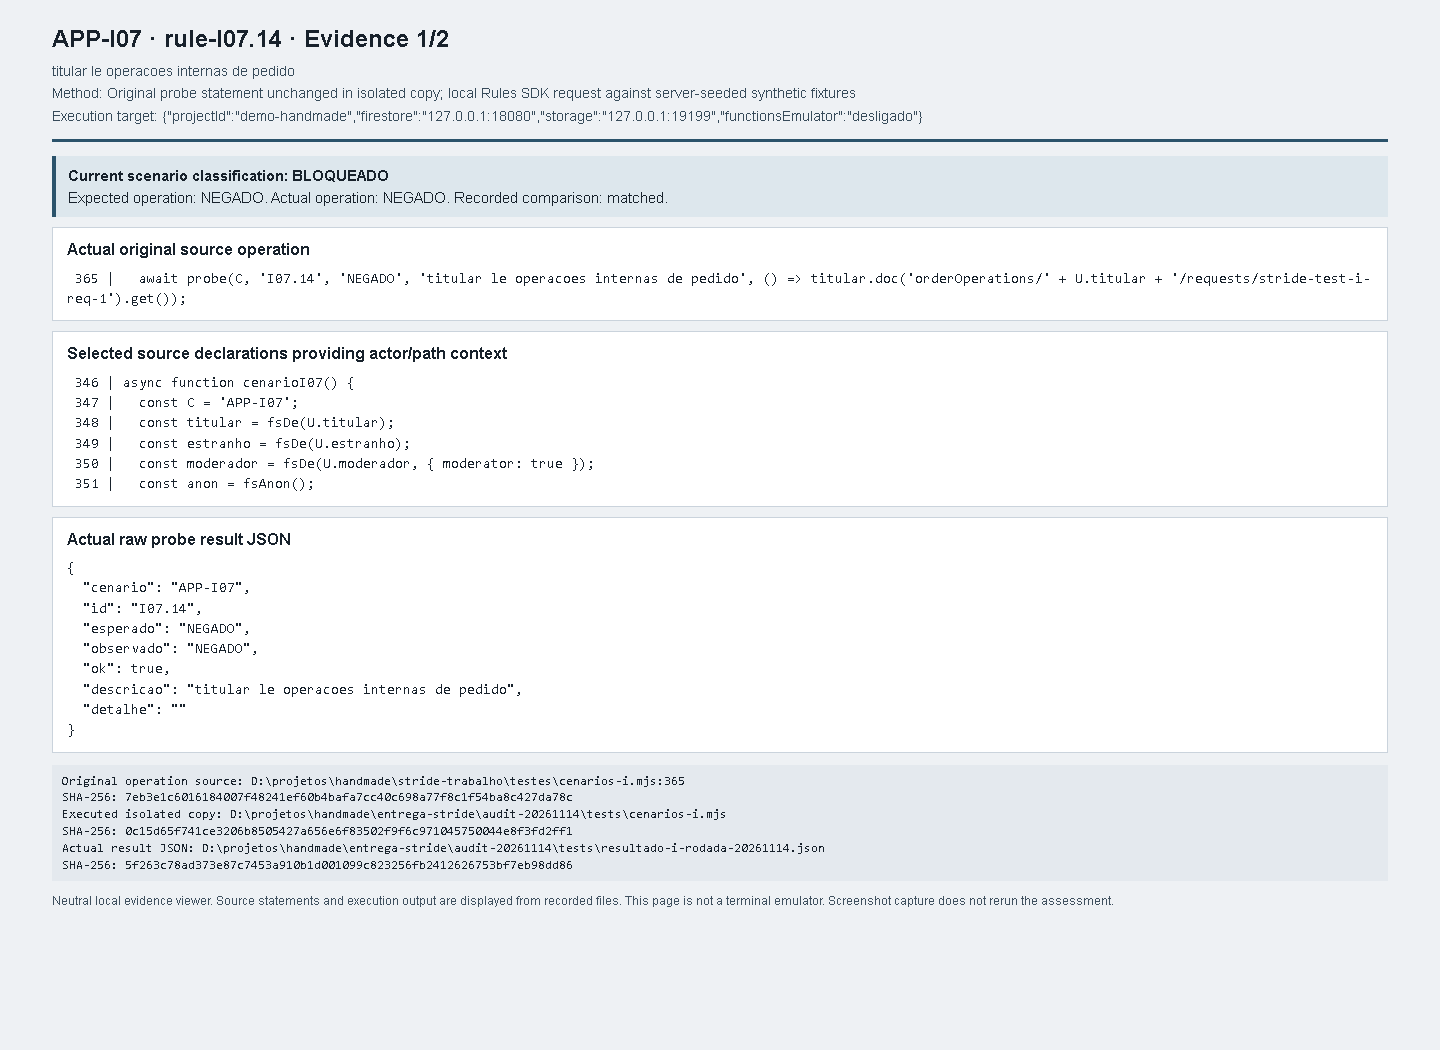 APP-I07 · rule-I07.14 · Evidence 1/2
titular le operacoes internas de pedido
Method: Original probe statement unchanged in isolated copy; local Rules SDK request against server-seeded synthetic fixtures
Execution target: {"projectId":"demo-handmade","firestore":"127.0.0.1:18080","storage":"127.0.0.1:19199","functionsEmulator":"desligado"}
Current scenario classification: BLOQUEADO
Expected operation: NEGADO. Actual operation: NEGADO. Recorded comparison: matched.
Actual original source operation
365 |   await probe(C, 'I07.14', 'NEGADO', 'titular le operacoes internas de pedido', () => titular.doc('orderOperations/' + U.titular + '/requests/stride-test-i-
req-1').get());
Selected source declarations providing actor/path context
346 | async function cenarioI07() {
347 |   const C = 'APP-I07';
348 |   const titular = fsDe(U.titular);
349 |   const estranho = fsDe(U.estranho);
350 |   const moderador = fsDe(U.moderador, { moderator: true });
351 |   const anon = fsAnon();
Actual raw probe result JSON
{
  "cenario": "APP-I07",
  "id": "I07.14",
  "esperado": "NEGADO",
  "observado": "NEGADO",
  "ok": true,
  "descricao": "titular le operacoes internas de pedido",
  "detalhe": ""
}
Original operation source: D:\projetos\handmade\stride-trabalho\testes\cenarios-i.mjs:365
SHA-256: 7eb3e1c6016184007f48241ef60b4bafa7cc40c698a77f8c1f54ba8c427da78c
Executed isolated copy: D:\projetos\handmade\entrega-stride\audit-20261114\tests\cenarios-i.mjs
SHA-256: 0c15d65f741ce3206b8505427a656e6f83502f9f6c971045750044e8f3fd2ff1
Actual result JSON: D:\projetos\handmade\entrega-stride\audit-20261114\tests\resultado-i-rodada-20261114.json
SHA-256: 5f263c78ad373e87c7453a910b1d001099c823256fb2412626753bf7eb98dd86
Neutral local evidence viewer. Source statements and execution output are displayed from recorded files. This page is not a terminal emulator. Screenshot capture does not rerun the assessment.